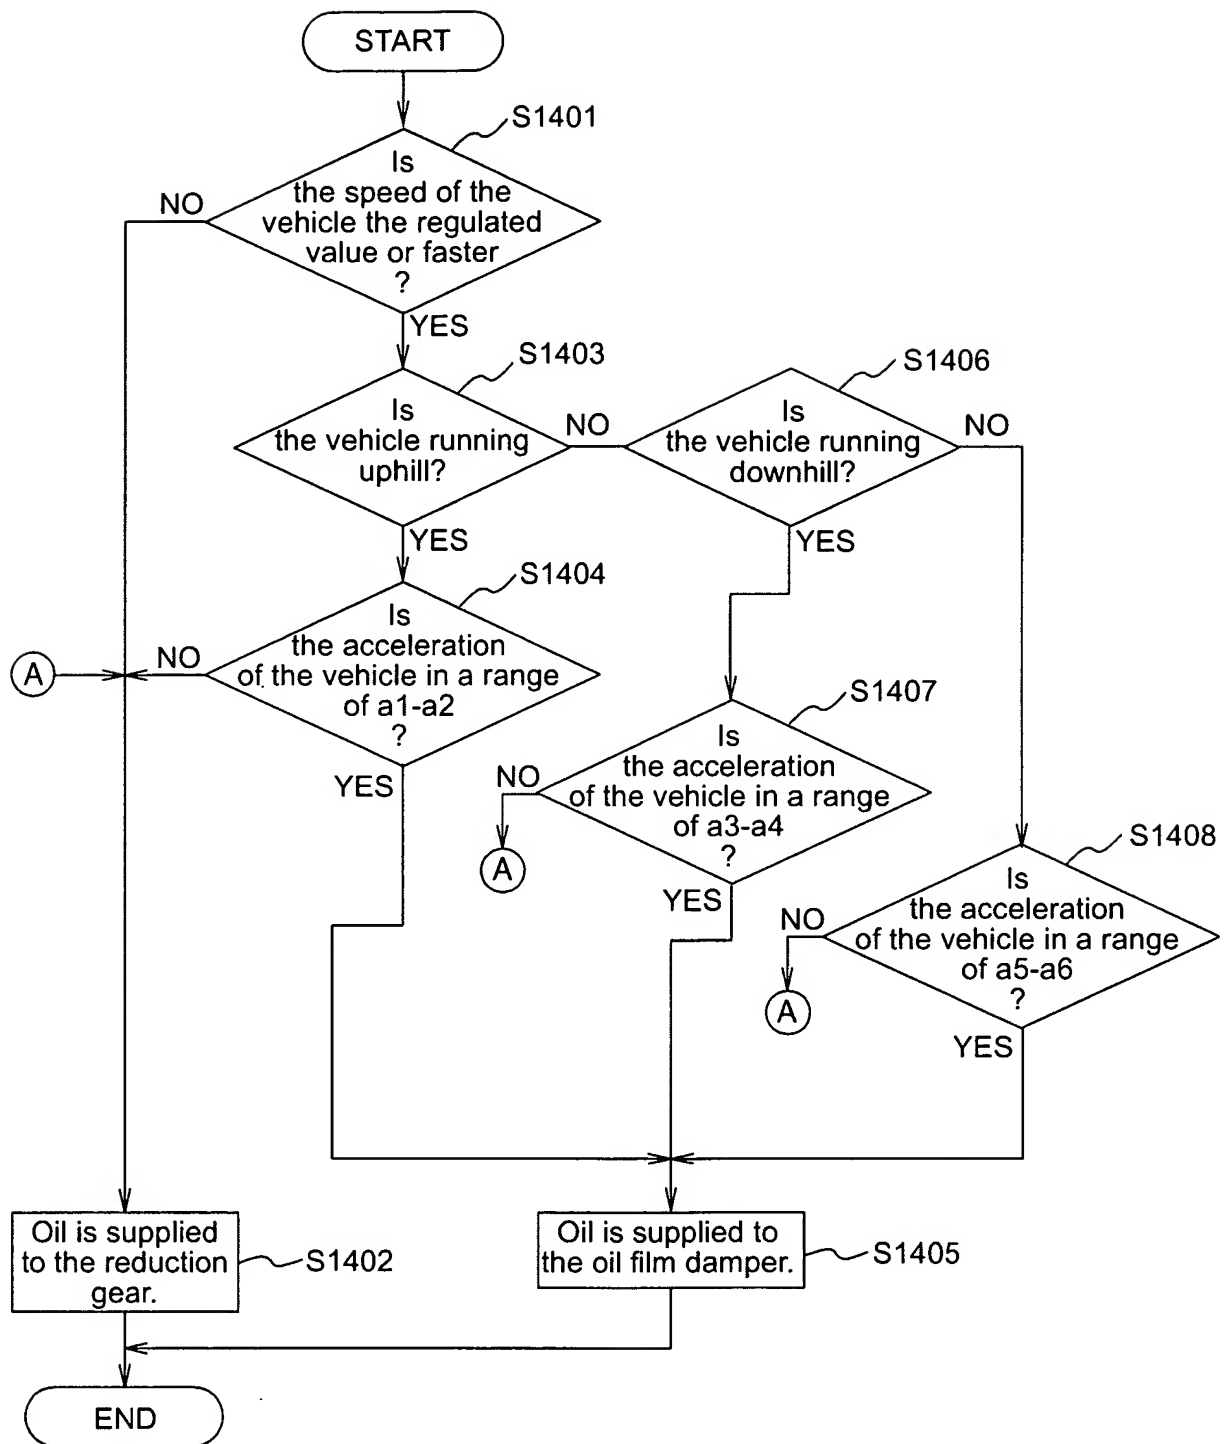 START
S1401
Is
the speed of the
vehicle the regulated
value or faster
?
NO
YES
S1403
Is
the vehicle running
uphill?
NO
YES
S1406
Is
the vehicle running
downhill?
NO
YES
S1404
Is
the acceleration
of the vehicle in a range
of a1-a2
?
NO
A
YES
S1407
Is
the acceleration
of the vehicle in a range
of a3-a4
?
NO
A
YES
S1408
Is
the acceleration
of the vehicle in a range
of a5-a6
?
NO
A
YES
Oil is supplied
to the reduction
gear.
S1402
Oil is supplied to
the oil film damper.
S1405
END